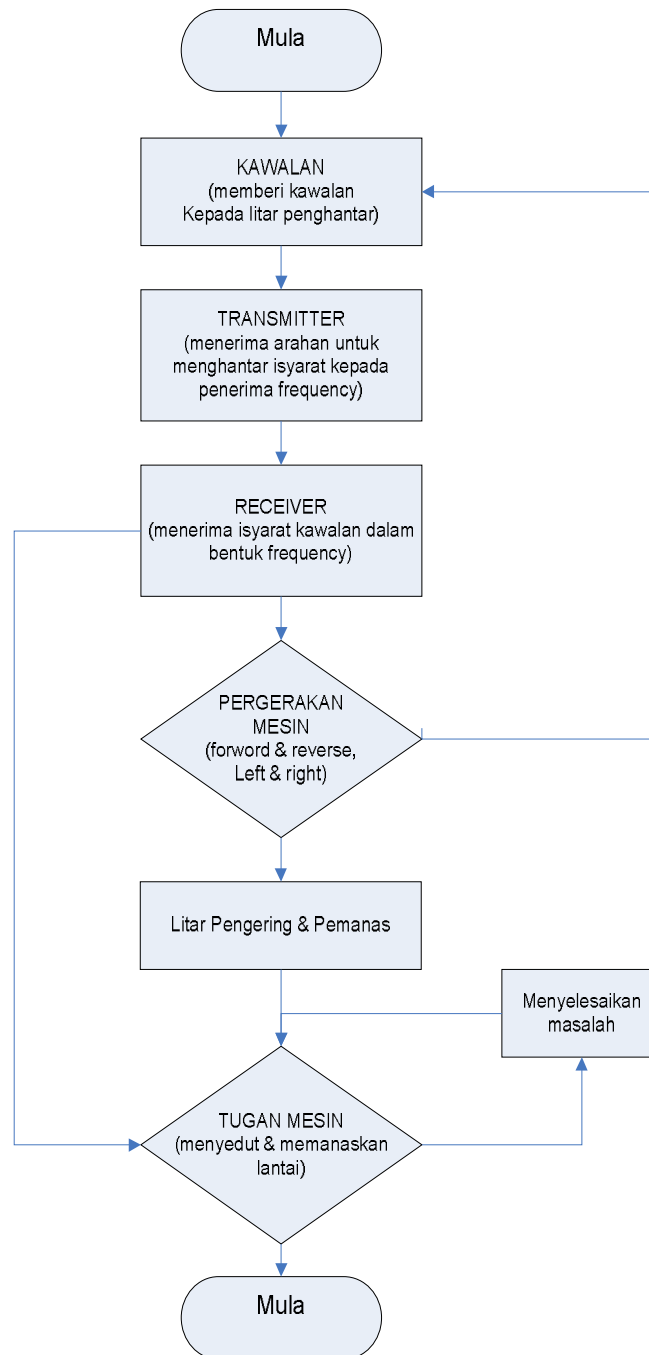 Mula
KAWALAN
(memberi kawalan
Kepada litar penghantar)
TRANSMITTER
(menerima arahan untuk
menghantar isyarat kepada
penerima frequency)
RECEIVER
(menerima isyarat kawalan dalam
bentuk frequency)
PERGERAKAN
MESIN
(forword & reverse,
Left & right)
Litar Pengering & Pemanas
Menyelesaikan
masalah
TUGAN MESIN
(menyedut & memanaskan
lantai)
Mula